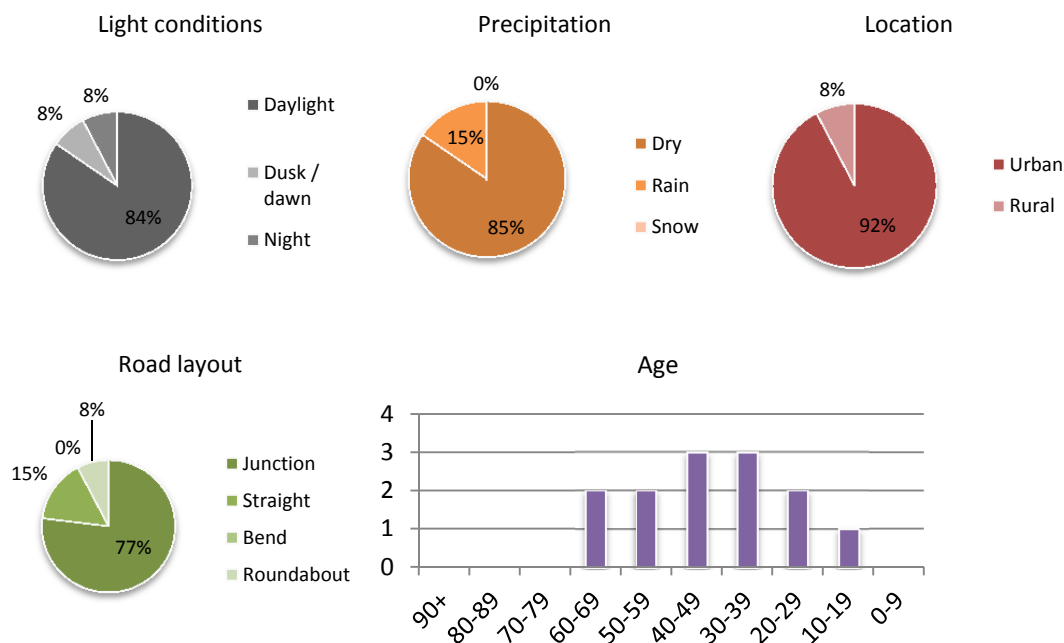 Light conditions
8%
8%
84%
Daylight
Dusk /
dawn
Night
Precipitation
0%
15%
85%
Dry
Rain
Snow
Location
8%
92%
Urban
Rural
Road layout
8%
0%
15%
77%
Junction
Straight
Bend
Roundabout
Age
4
3
2
1
0
90+
80-89
70-79
60-69
50-59
40-49
30-39
20-29
10-19
0-9